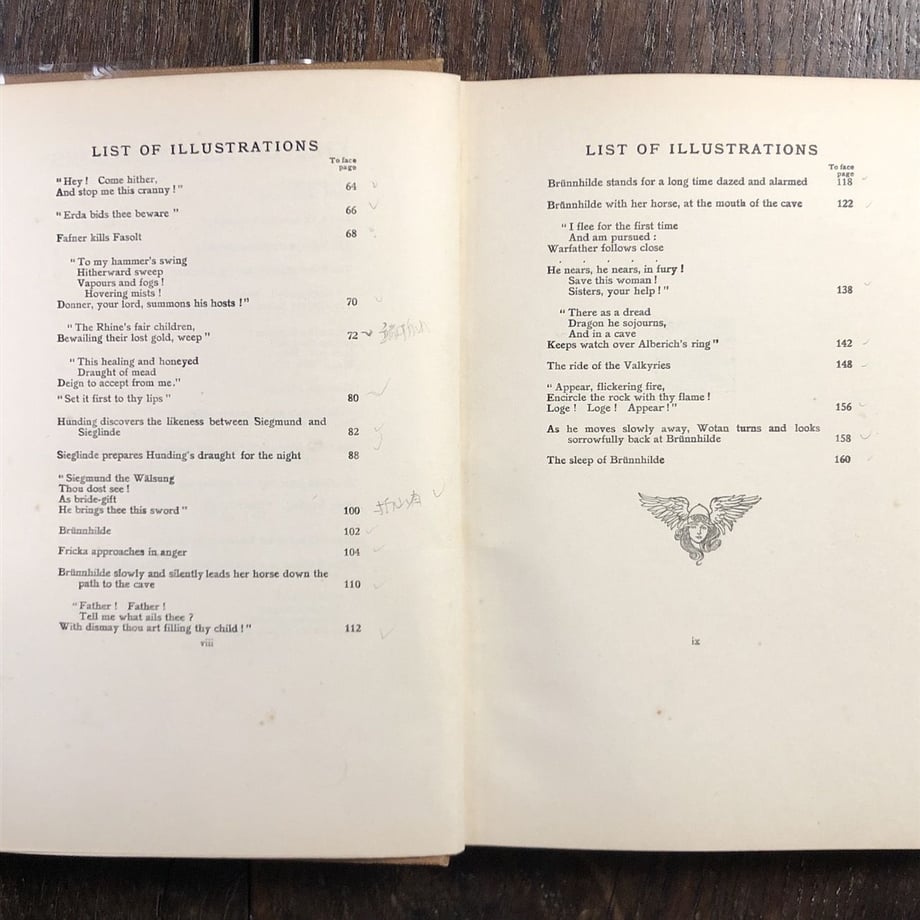 LIST OF ILLUSTRATIONS
To face
page
"Hey! Come hither,
And stop me this cranny!" 64
"Erda bids thee beware" 66
Fafner kills Fasolt 68
"To my hammer's swing
Hitherward sweep
Vapours and fogs!
Hovering mists!
Donner, your lord, summons his hosts!" 70
"The Rhine's fair children,
Bewailing their lost gold, weep" 72
"This healing and honeyed
Draught of mead
Deign to accept from me."
"Set it first to thy lips" 80
Hunding discovers the likeness between Siegmund and
Sieglinde 82
Sieglinde prepares Hunding's draught for the night 88
"Siegmund the Wälsung
Thou dost see!
As bride-gift
He brings thee this sword" 100
Brünnhilde 102
Fricka approaches in anger 104
Brünnhilde slowly and silently leads her horse down the
path to the cave 110
"Father! Father!
Tell me what ails thee?
With dismay thou art filling thy child!" 112
viii
LIST OF ILLUSTRATIONS
To face
page
Brünnhilde stands for a long time dazed and alarmed 118
Brünnhilde with her horse, at the mouth of the cave 122
"I flee for the first time
And am pursued:
Warfather follows close
. . . . .
He nears, he nears, in fury!
Save this woman!
Sisters, your help!" 138
"There as a dread
Dragon he sojourns,
And in a cave
Keeps watch over Alberich's ring" 142
The ride of the Valkyries 148
"Appear, flickering fire,
Encircle the rock with thy flame!
Loge! Loge! Appear!" 156
As he moves slowly away, Wotan turns and looks
sorrowfully back at Brünnhilde 158
The sleep of Brünnhilde 160
ix